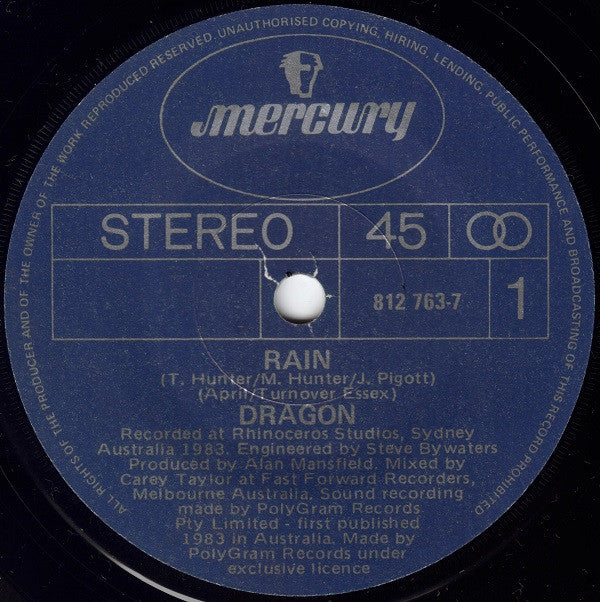 ALL RIGHTS OF THE PRODUCER AND OF THE OWNER OF THE WORK REPRODUCED RESERVED. UNAUTHORISED COPYING, HIRING, LENDING, PUBLIC PERFORMANCE AND BROADCASTING OF THIS RECORD PROHIBITED
mercury
STEREO 45
812 763-7 1
RAIN
(T. Hunter/M. Hunter/J. Pigott)
(April/Turnover Essex)
DRAGON
Recorded at Rhinoceros Studios, Sydney
Australia 1983. Engineered by Steve Bywaters
Produced by Alan Mansfield. Mixed by
Carey Taylor at Fast Forward Recorders,
Melbourne Australia. Sound recording
made by PolyGram Records
Pty Limited - first published
1983 in Australia. Made by
PolyGram Records under
exclusive licence